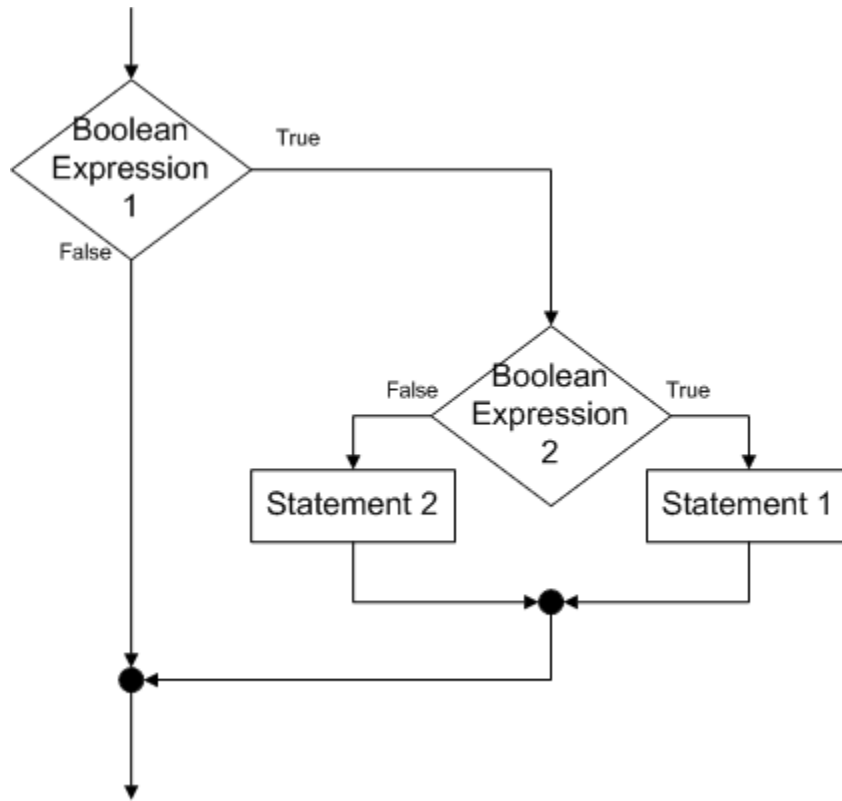 Boolean
Expression
1
True
False
Boolean
Expression
2
False
True
Statement 2
Statement 1